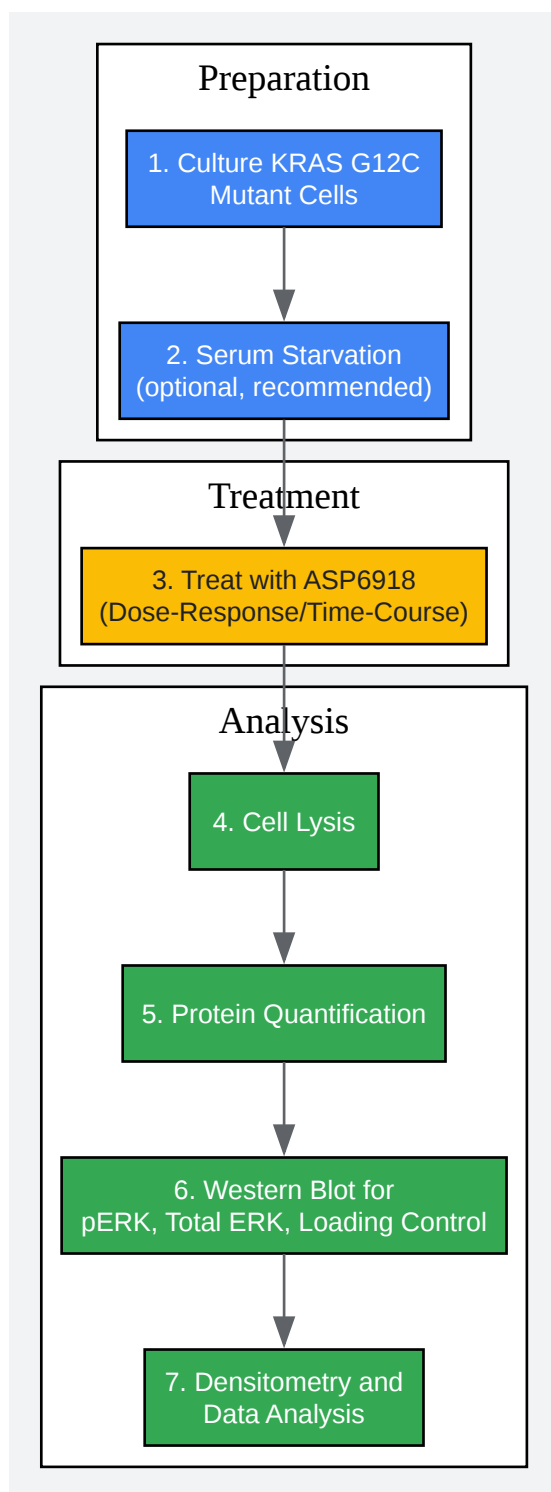 Preparation
1. Culture KRAS G12C
Mutant Cells
2. Serum Starvation
(optional, recommended)
Treatment
3. Treat with ASP6918
(Dose-Response/Time-Course)
Analysis
4. Cell Lysis
5. Protein Quantification
6. Western Blot for
pERK, Total ERK, Loading Control
7. Densitometry and
Data Analysis